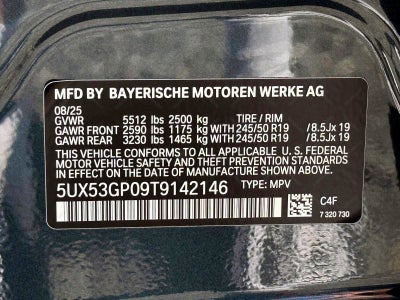 MFD BY BAYERISCHE MOTOREN WERKE AG
08/25
GVWR 5512 lbs 2500 kg TIRE / RIM
GAWR FRONT 2590 lbs 1175 kg WITH 245/50 R19 / 8.5Jx 19
GAWR REAR 3230 lbs 1465 kg WITH 245/50 R19 / 8.5Jx 19
THIS VEHICLE CONFORMS TO ALL APPLICABLE U. S. FEDERAL
MOTOR VEHICLE SAFETY, BUMPER, AND THEFT PREVENTION
STANDARDS IN EFFECT ON THE DATE OF MANUFACTURE SHOWN ABOVE.
5UX53GP09T9142146 TYPE: MPV
C4F
7 320 730